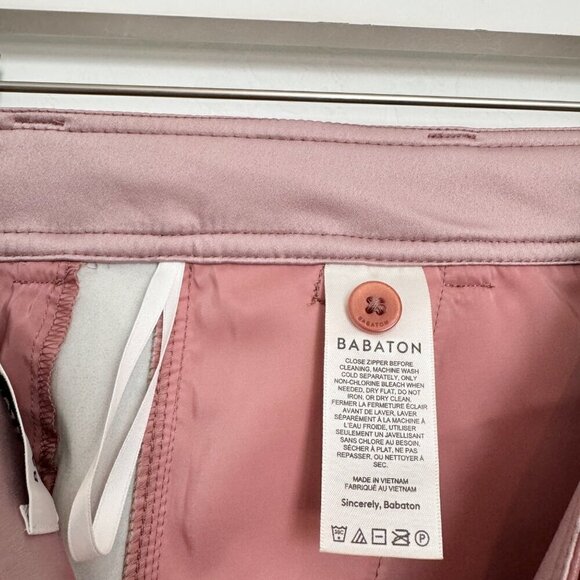 BABATON
BABATON
CLOSE ZIPPER BEFORE
CLEANING, MACHINE WASH
COLD SEPARATELY, ONLY
NON-CHLORINE BLEACH WHEN
NEEDED, DRY FLAT, DO NOT
IRON, OR DRY CLEAN.
FERMER LA FERMETURE ÉCLAIR
AVANT DE LAVER, LAVER
SÉPARÉMENT À LA MACHINE À
L'EAU FROIDE, UTILISER
SEULEMENT UN JAVELLISANT
SANS CHLORE AU BESOIN,
SÉCHER À PLAT, NE PAS
REPASSER, OU NETTOYER À
SEC.
MADE IN VIETNAM
FABRIQUÉ AU VIETNAM
Sincerely, Babaton
30C P